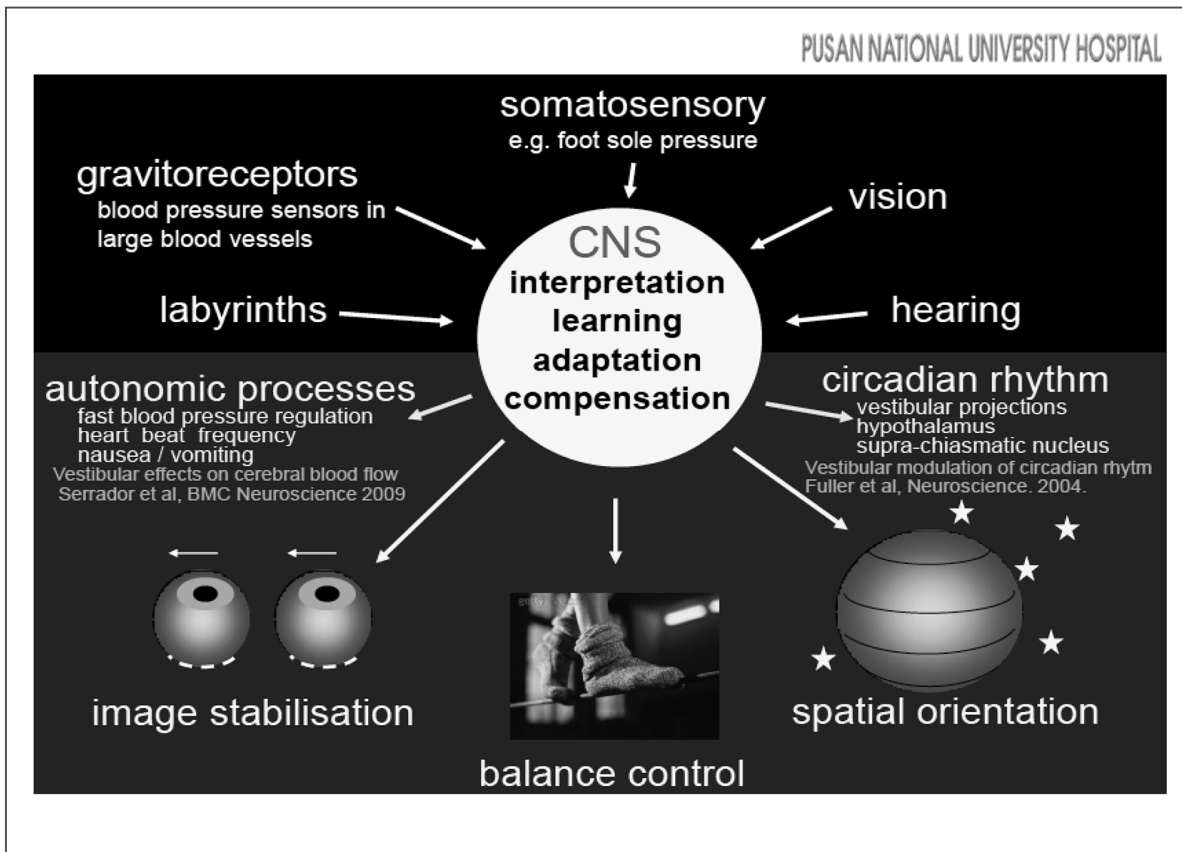 PUSAN NATIONAL UNIVERSITY HOSPITAL
somatosensory
e.g. foot sole pressure
gravitoreceptors
blood pressure sensors in
large blood vessels
vision
labyrinths
hearing
CNS
interpretation
learning
adaptation
compensation
autonomic processes
fast blood pressure regulation
heart beat frequency
nausea / vomiting
Vestibular effects on cerebral blood flow
Serrador et al, BMC Neuroscience 2009
circadian rhythm
vestibular projections
hypothalamus
supra-chiasmatic nucleus
Vestibular modulation of circadian rhytm
Fuller et al, Neuroscience. 2004.
image stabilisation
balance control
spatial orientation